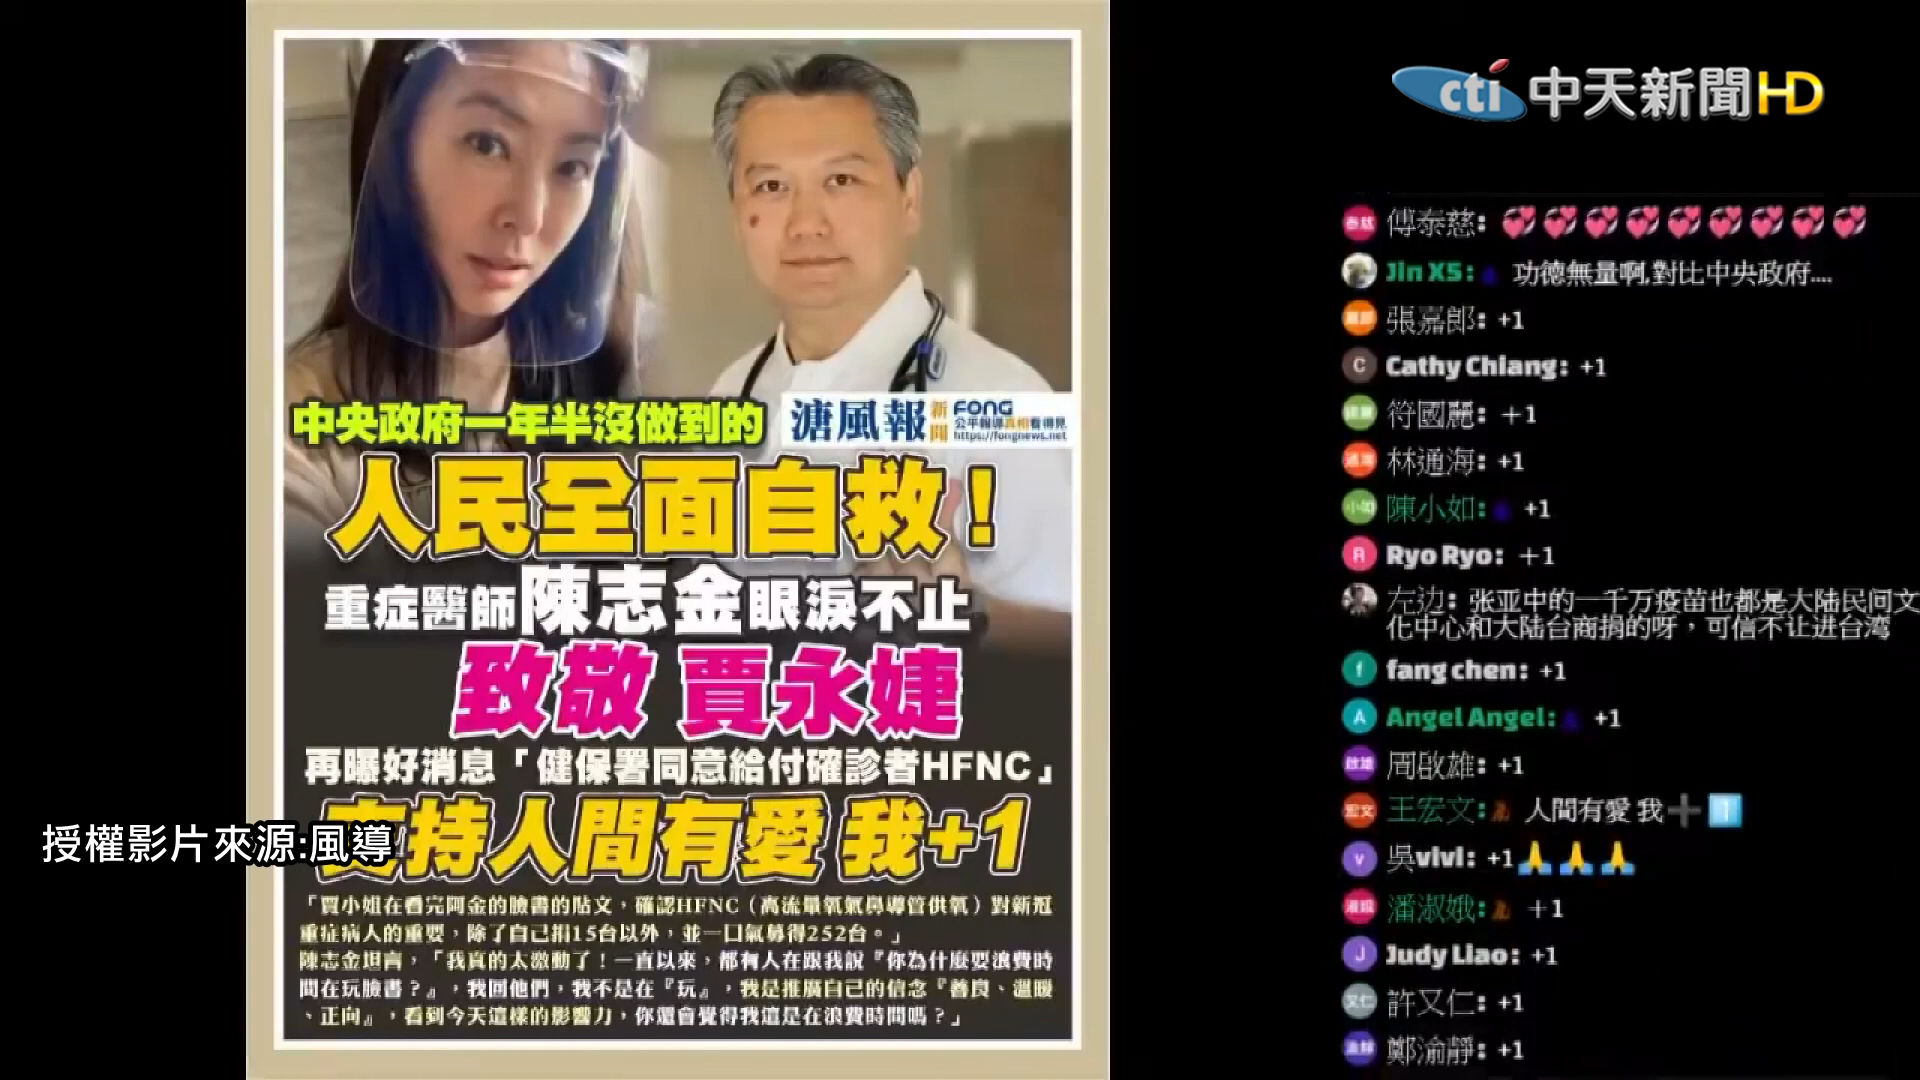 cti 中天新聞HD
中央政府一年半沒做到的
溏風報 新聞 FONG 公平報導真相看得見 https://fongnews.net
人民全面自救！
重症醫師陳志金眼淚不止
致敬 賈永婕
再曝好消息「健保署同意給付確診者HFNC」
支持人間有愛 我+1
授權影片來源:風導
「賈小姐在看完阿金的臉書的貼文，確認HFNC（高流量氧氣鼻導管供氧）對新冠
重症病人的重要，除了自己捐15台以外，並一口氣募得252台。」
陳志金坦言，「我真的太激動了！一直以來，都有人在跟我說『你為什麼要浪費時
間在玩臉書？』，我回他們，我不是在『玩』，我是推廣自己的信念『善良、溫暖
、正向』，看到今天這樣的影響力，你還會覺得我這是在浪費時間嗎？」
傅泰慈: 💞💞💞💞💞💞💞💞💞
Jin XS: 功德無量啊,對比中央政府....
張嘉郎: +1
C Cathy Chiang: +1
符國麗: ＋1
林通海: +1
小如 陳小如: +1
R Ryo Ryo: ＋1
左边: 张亚中的一千万疫苗也都是大陆民间文
化中心和大陆台商捐的呀，可信不让进台湾
f fang chen: +1
A Angel Angel: +1
啟雄 周啟雄: +1
宏文 王宏文: 人間有愛 我➕1️⃣
v 吳vivi: +1🙏🙏🙏
淑娥 潘淑娥: ＋1
J Judy Liao: +1
又仁 許又仁: +1
鄭渝靜: +1